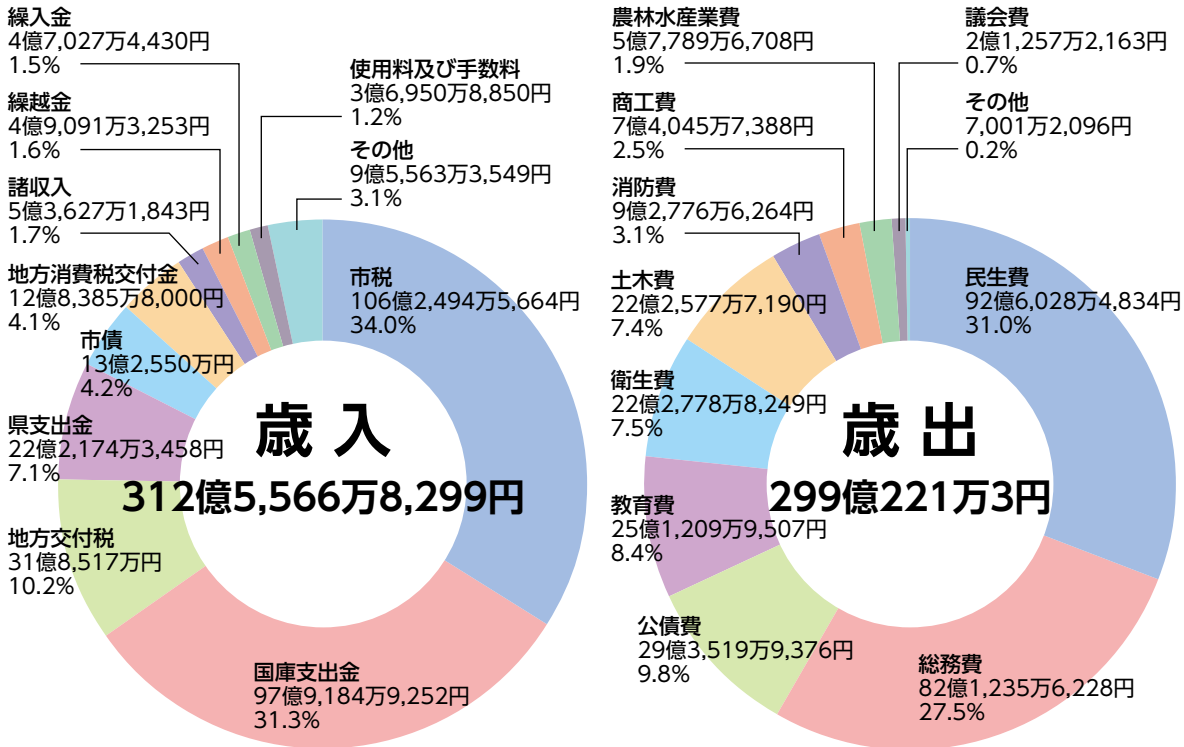 繰入金
4億7,027万4,430円
1.5%
使用料及び手数料
3億6,950万8,850円
1.2%
繰越金
4億9,091万3,253円
1.6%
その他
9億5,563万3,549円
3.1%
諸収入
5億3,627万1,843円
1.7%
地方消費税交付金
12億8,385万8,000円
4.1%
市税
106億2,494万5,664円
34.0%
市債
13億2,550万円
4.2%
県支出金
22億2,174万3,458円
7.1%
歳入
312億5,566万8,299円
地方交付税
31億8,517万円
10.2%
国庫支出金
97億9,184万9,252円
31.3%
農林水産業費
5億7,789万6,708円
1.9%
議会費
2億1,257万2,163円
0.7%
商工費
7億4,045万7,388円
2.5%
その他
7,001万2,096円
0.2%
消防費
9億2,776万6,264円
3.1%
土木費
22億2,577万7,190円
7.4%
民生費
92億6,028万4,834円
31.0%
衛生費
22億2,778万8,249円
7.5%
歳出
299億221万3円
教育費
25億1,209万9,507円
8.4%
公債費
29億3,519万9,376円
9.8%
総務費
82億1,235万6,228円
27.5%